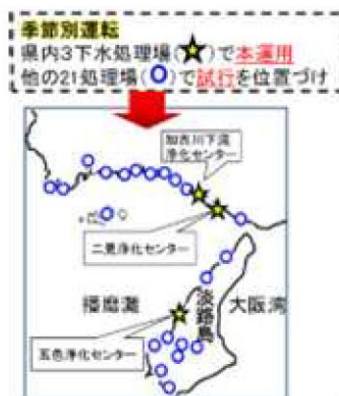 季節別運転
県内3下水処理場(★)で本運用
他の21処理場(○)で試行を位置づけ
加古川下流
浄化センター
二見浄化センター
播磨灘
淡路島
大阪湾
五色浄化センター